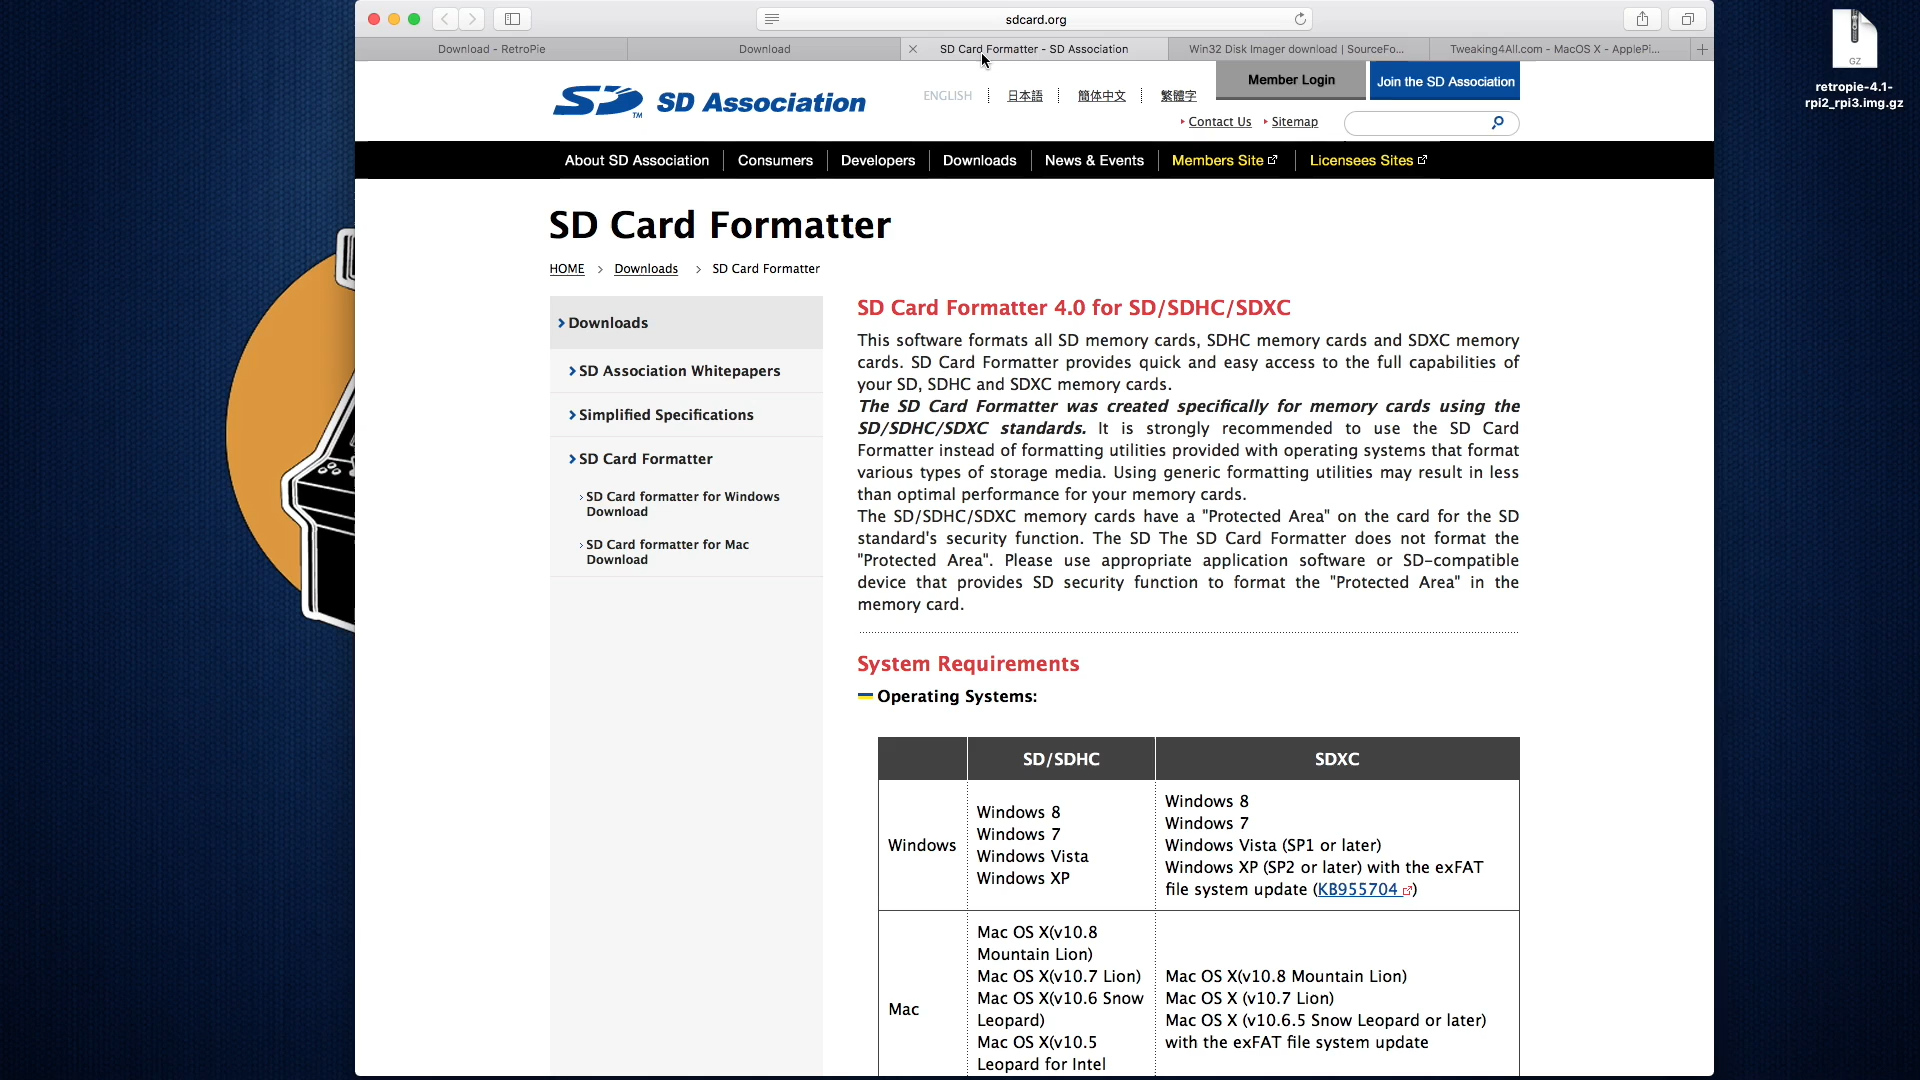 sdcard.org
Download - RetroPie
Download
SD Card Formatter - SD Association
Win32 Disk Imager download | SourceFo...
Tweaking4All.com - MacOS X - ApplePi...
GZ
retropie-4.1-
rpi2_rpi3.img.gz
SD TM SD Association
ENGLISH
日本語
简体中文
繁體字
Member Login
Join the SD Association
Contact Us
Sitemap
About SD Association
Consumers
Developers
Downloads
News & Events
Members Site
Licensees Sites
SD Card Formatter
HOME > Downloads > SD Card Formatter
Downloads
SD Association Whitepapers
Simplified Specifications
SD Card Formatter
SD Card formatter for Windows
Download
SD Card formatter for Mac
Download
SD Card Formatter 4.0 for SD/SDHC/SDXC
This software formats all SD memory cards, SDHC memory cards and SDXC memory
cards. SD Card Formatter provides quick and easy access to the full capabilities of
your SD, SDHC and SDXC memory cards.
The SD Card Formatter was created specifically for memory cards using the
SD/SDHC/SDXC standards. It is strongly recommended to use the SD Card
Formatter instead of formatting utilities provided with operating systems that format
various types of storage media. Using generic formatting utilities may result in less
than optimal performance for your memory cards.
The SD/SDHC/SDXC memory cards have a "Protected Area" on the card for the SD
standard's security function. The SD The SD Card Formatter does not format the
"Protected Area". Please use appropriate application software or SD-compatible
device that provides SD security function to format the "Protected Area" in the
memory card.
System Requirements
Operating Systems:
SD/SDHC
SDXC
Windows
Windows 8
Windows 7
Windows Vista
Windows XP
Windows 8
Windows 7
Windows Vista (SP1 or later)
Windows XP (SP2 or later) with the exFAT
file system update (KB955704)
Mac
Mac OS X(v10.8
Mountain Lion)
Mac OS X(v10.7 Lion)
Mac OS X(v10.6 Snow
Leopard)
Mac OS X(v10.5
Leopard for Intel
Mac OS X(v10.8 Mountain Lion)
Mac OS X (v10.7 Lion)
Mac OS X (v10.6.5 Snow Leopard or later)
with the exFAT file system update